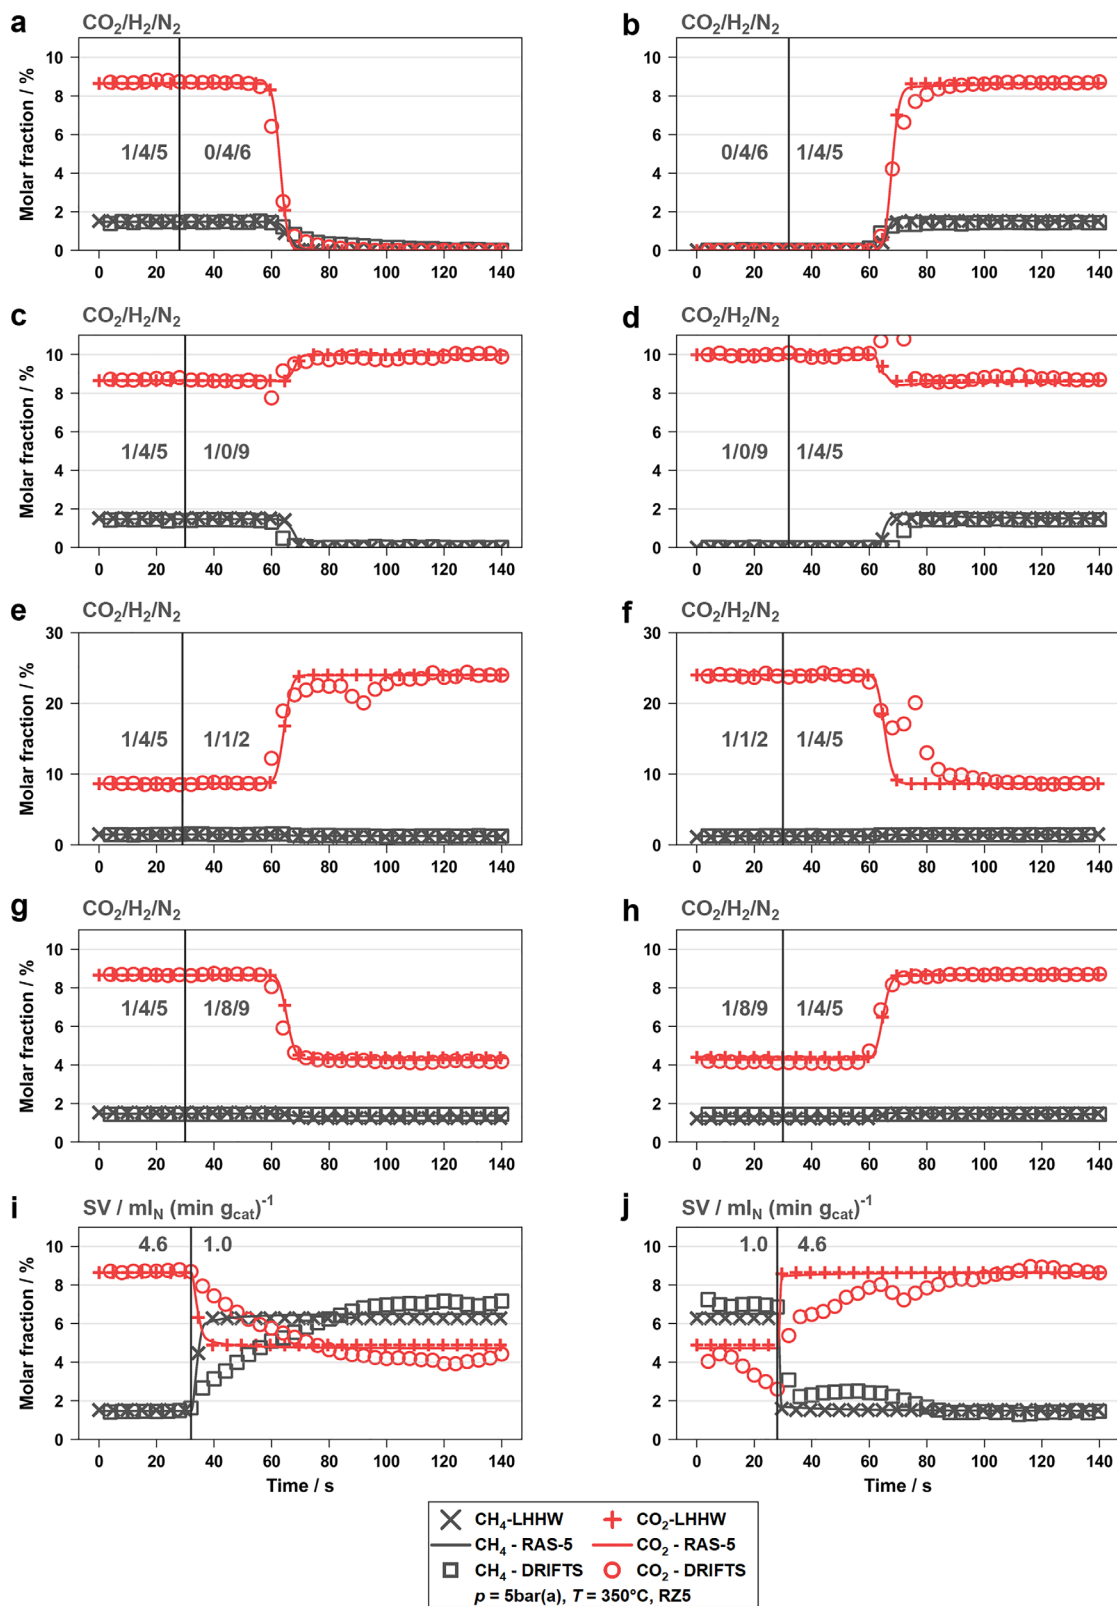 a CO₂/H₂/N₂
Molar fraction / %
10
8
6
4
2
0
1/4/5 0/4/6
0 20 40 60 80 100 120 140
b CO₂/H₂/N₂
10
8
6
4
2
0
0/4/6 1/4/5
0 20 40 60 80 100 120 140
c CO₂/H₂/N₂
Molar fraction / %
10
8
6
4
2
0
1/4/5 1/0/9
0 20 40 60 80 100 120 140
d CO₂/H₂/N₂
10
8
6
4
2
0
1/0/9 1/4/5
0 20 40 60 80 100 120 140
e CO₂/H₂/N₂
Molar fraction / %
30
20
10
0
1/4/5 1/1/2
0 20 40 60 80 100 120 140
f CO₂/H₂/N₂
30
20
10
0
1/1/2 1/4/5
0 20 40 60 80 100 120 140
g CO₂/H₂/N₂
Molar fraction / %
10
8
6
4
2
0
1/4/5 1/8/9
0 20 40 60 80 100 120 140
h CO₂/H₂/N₂
10
8
6
4
2
0
1/8/9 1/4/5
0 20 40 60 80 100 120 140
i SV / mlN (min gcat)⁻¹
Molar fraction / %
10
8
6
4
2
0
4.6 1.0
0 20 40 60 80 100 120 140
Time / s
j SV / mlN (min gcat)⁻¹
10
8
6
4
2
0
1.0 4.6
0 20 40 60 80 100 120 140
Time / s
CH₄-LHHW CO₂-LHHW
CH₄ - RAS-5 CO₂ - RAS-5
CH₄ - DRIFTS CO₂ - DRIFTS
p = 5bar(a), T = 350°C, RZ5